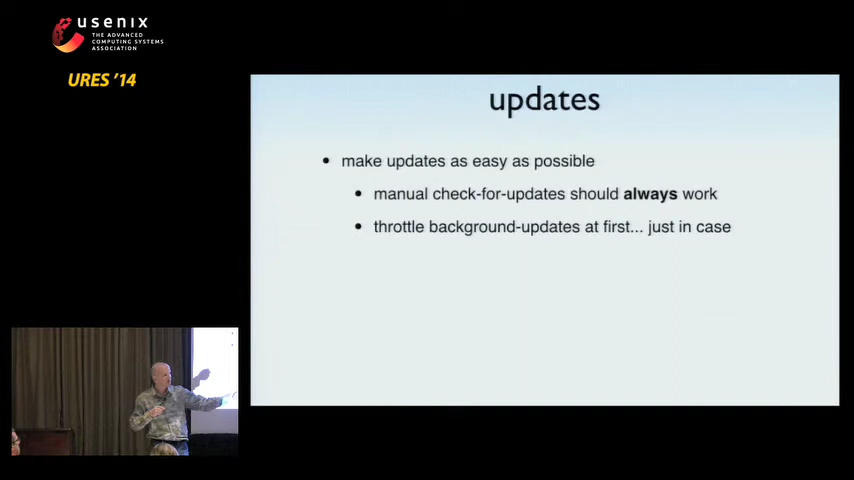 usenix
THE ADVANCED
COMPUTING SYSTEMS
ASSOCIATION
URES '14
updates
• make updates as easy as possible
• manual check-for-updates should always work
• throttle background-updates at first... just in case